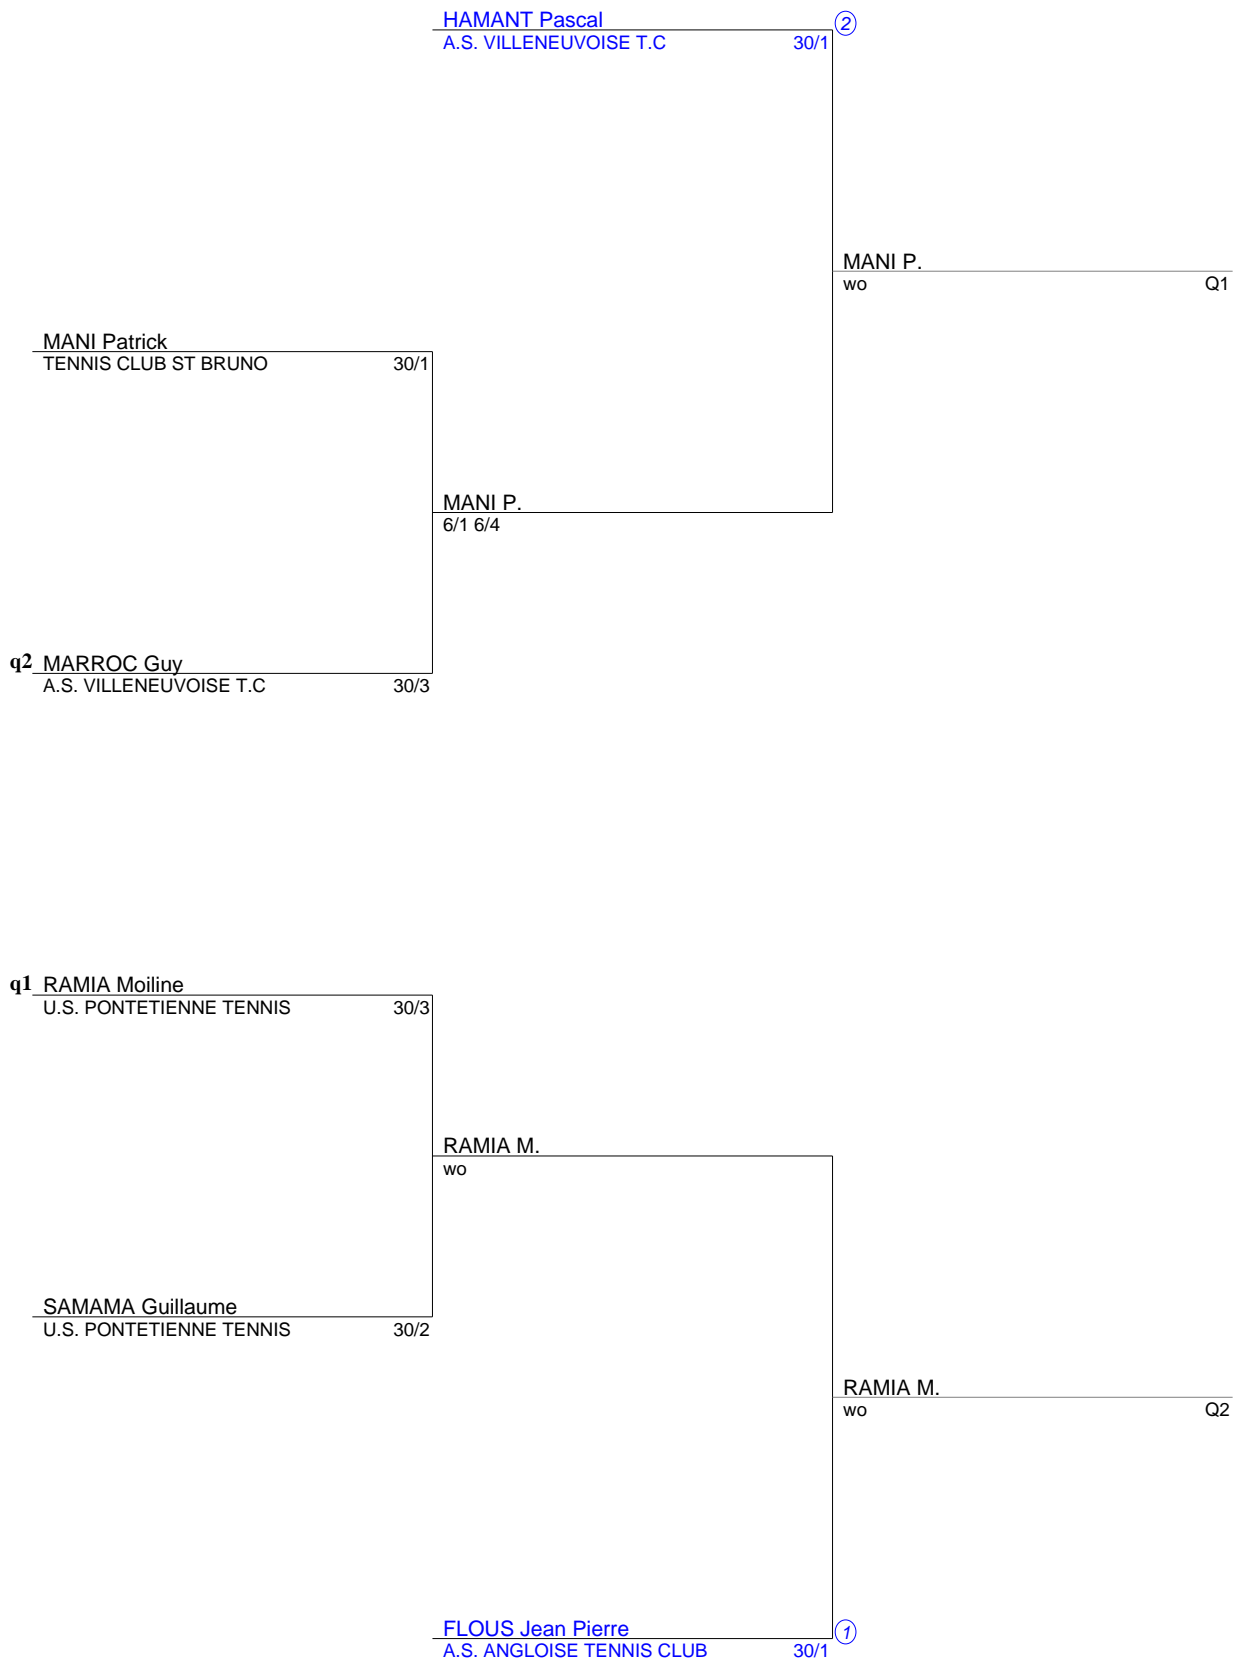 HAMANT Pascal 2
A.S. VILLENEUVOISE T.C 30/1
MANI P.
wo Q1
MANI Patrick
TENNIS CLUB ST BRUNO 30/1
MANI P.
6/1 6/4
q2 MARROC Guy
A.S. VILLENEUVOISE T.C 30/3
q1 RAMIA Moiline
U.S. PONTETIENNE TENNIS 30/3
RAMIA M.
wo
SAMAMA Guillaume
U.S. PONTETIENNE TENNIS 30/2
RAMIA M.
wo Q2
FLOUS Jean Pierre 1
A.S. ANGLOISE TENNIS CLUB 30/1